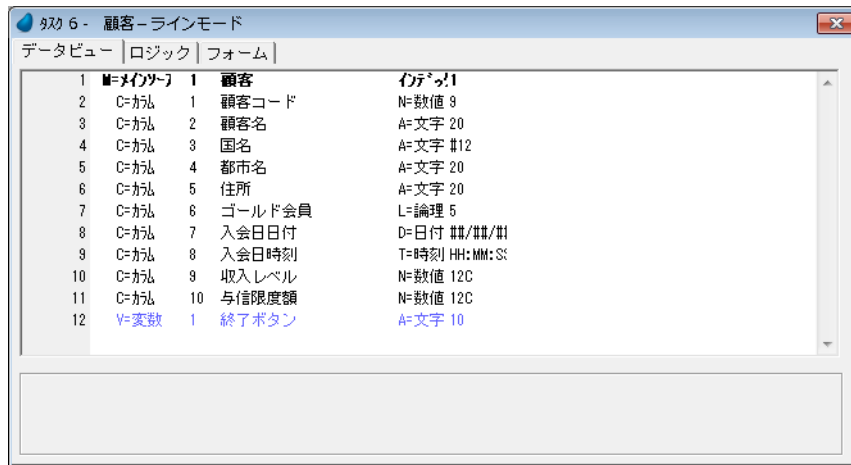 ﾀｽｸ 6 - 顧客－ラインモード
データビュー ロジック フォーム
1 M=ﾒｲﾝｿｰｽ 1 顧客 ｲﾝﾃﾞｯｸ1
2 C=ｶﾗﾑ 1 顧客コード N=数値 9
3 C=ｶﾗﾑ 2 顧客名 A=文字 20
4 C=ｶﾗﾑ 3 国名 A=文字 #12
5 C=ｶﾗﾑ 4 都市名 A=文字 20
6 C=ｶﾗﾑ 5 住所 A=文字 20
7 C=ｶﾗﾑ 6 ゴールド会員 L=論理 5
8 C=ｶﾗﾑ 7 入会日日付 D=日付 ##/##/##
9 C=ｶﾗﾑ 8 入会日時刻 T=時刻 HH:MM:SS
10 C=ｶﾗﾑ 9 収入レベル N=数値 12C
11 C=ｶﾗﾑ 10 与信限度額 N=数値 12C
12 V=変数 1 終了ボタン A=文字 10